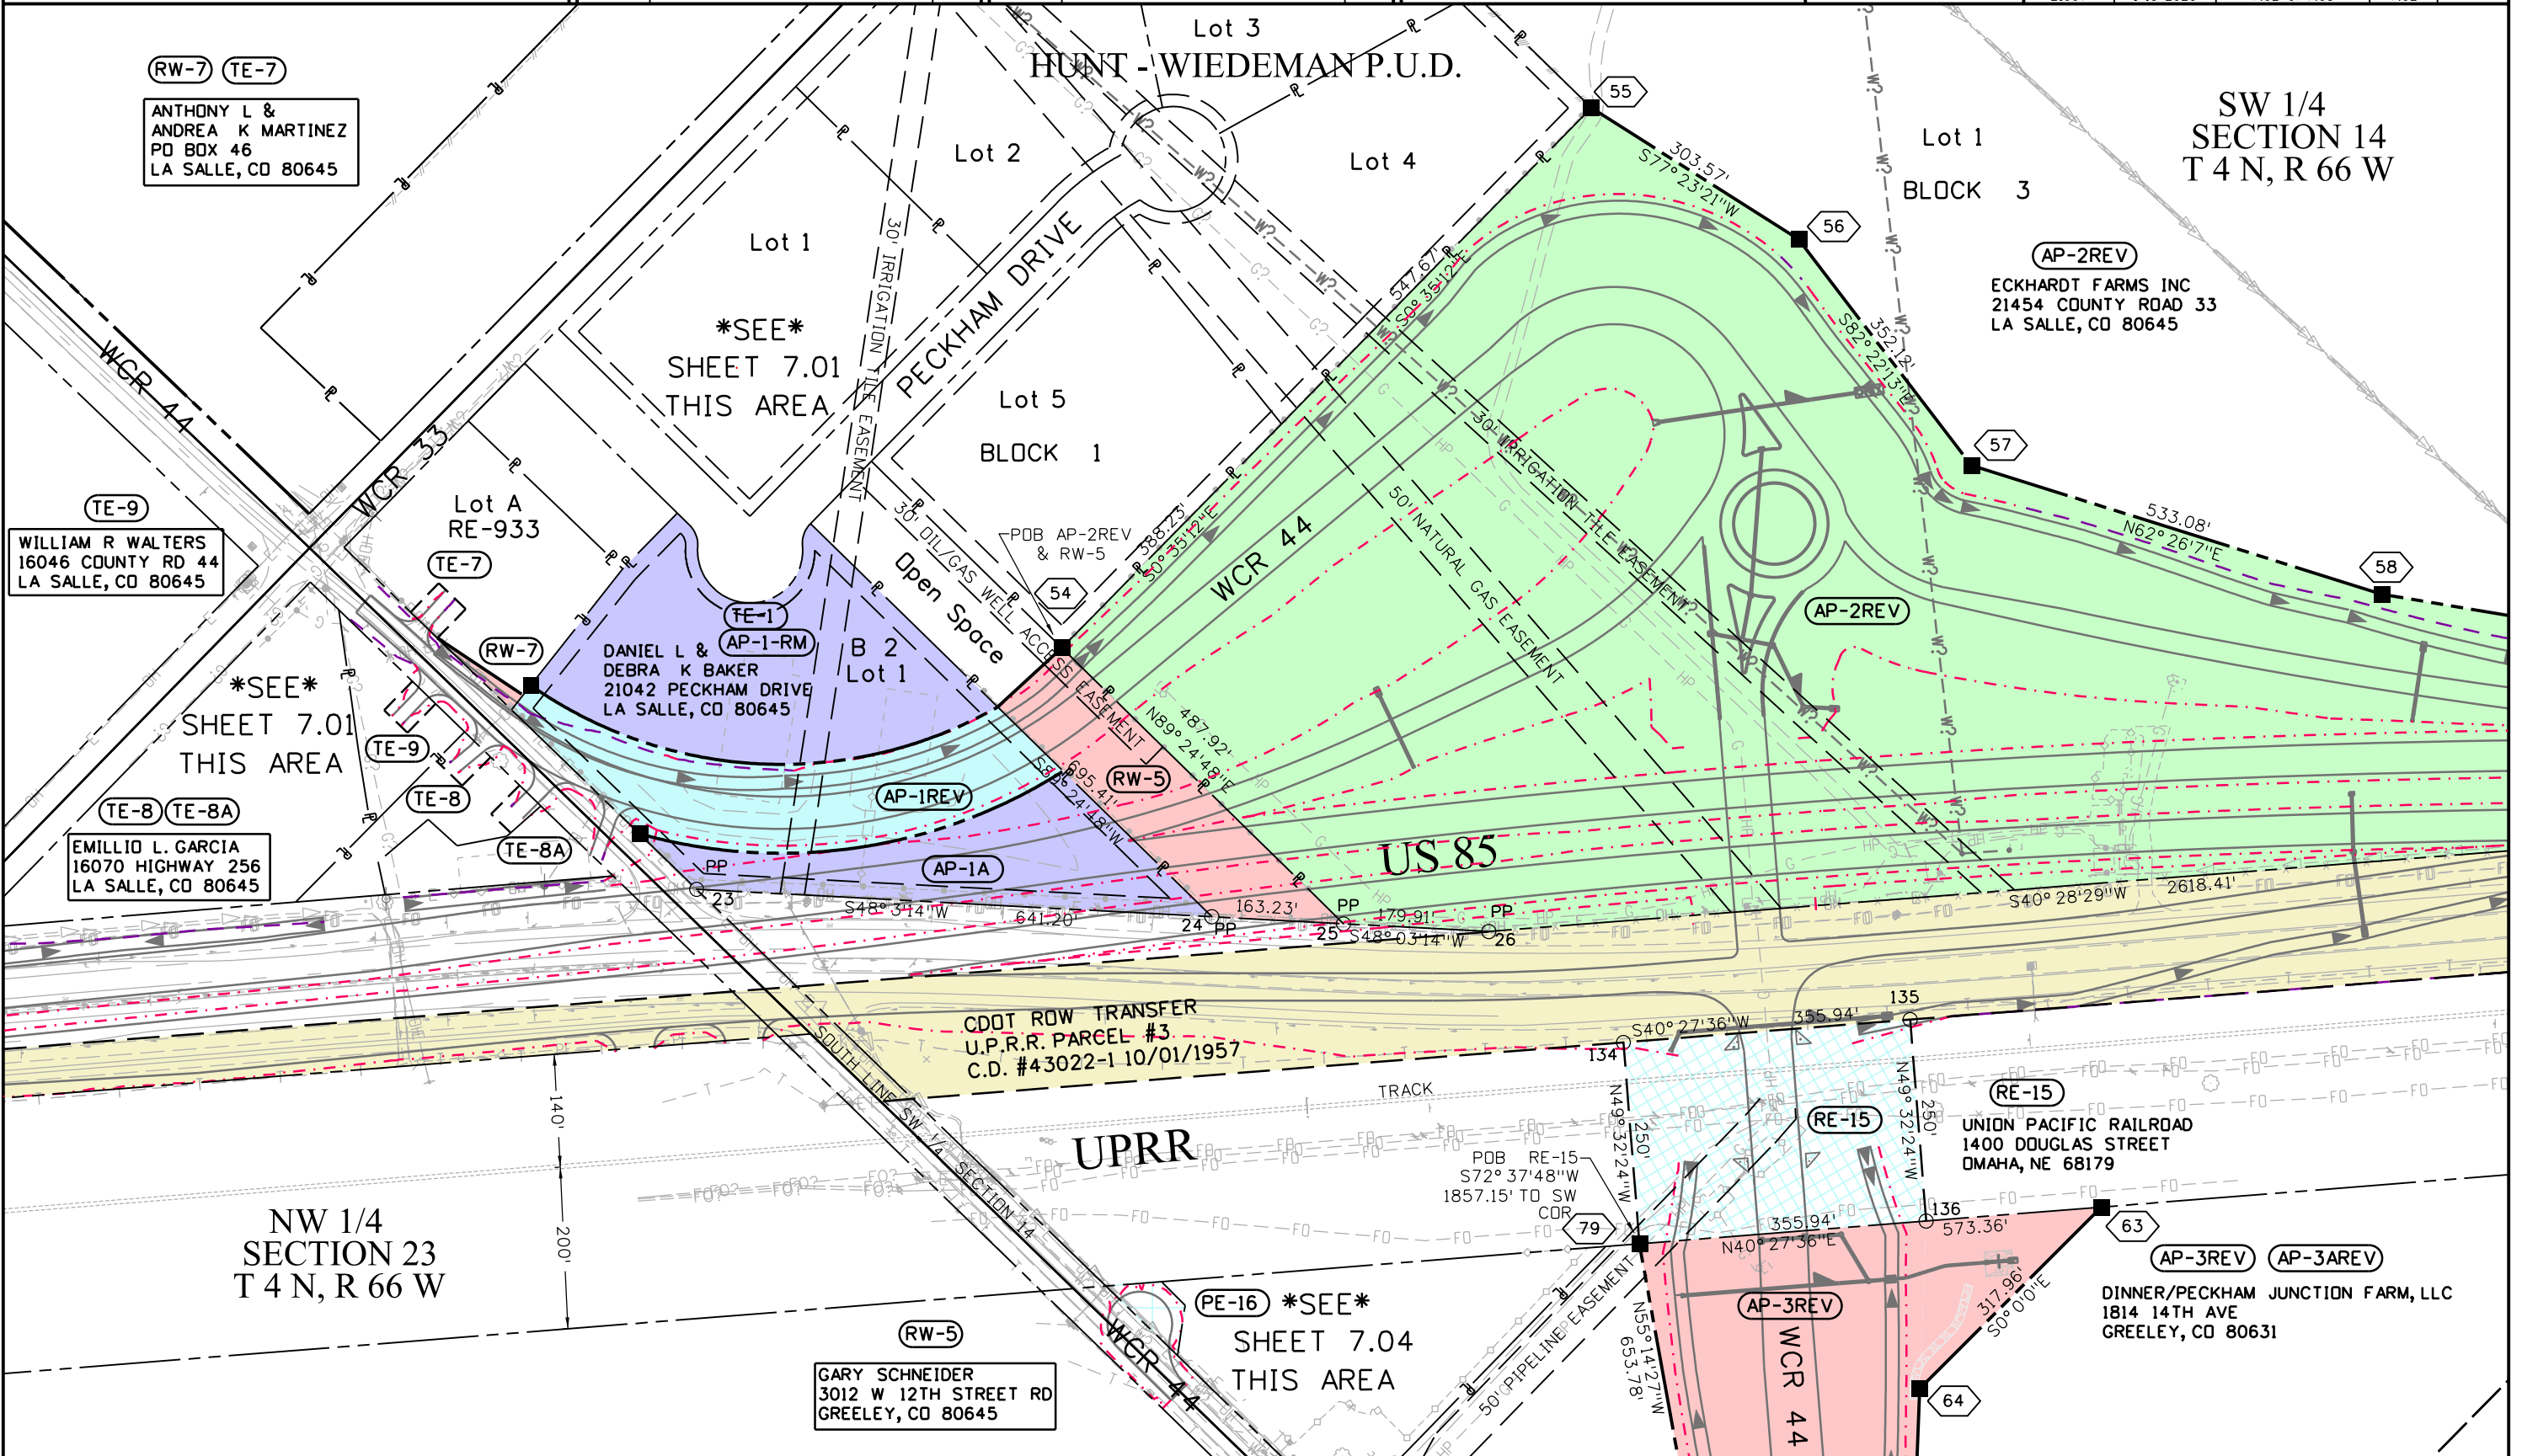 RW-7 TE-7
ANTHONY L &
ANDREA K MARTINEZ
PO BOX 46
LA SALLE, CO 80645
Lot 3
HUNT - WIEDEMAN P.U.D.
Lot 2
Lot 4
Lot 1
PECKHAM DRIVE
30' IRRIGATION TILE EASEMENT
*SEE*
SHEET 7.01
THIS AREA
Lot 5
BLOCK 1
55
303.57'
S77° 23'21"W
56
Lot 1
BLOCK 3
SW 1/4
SECTION 14
T 4 N, R 66 W
AP-2REV
ECKHARDT FARMS INC
21454 COUNTY ROAD 33
LA SALLE, CO 80645
547.67'
S0° 35'12"E
352.12'
S82° 22'13"E
57
533.08'
N62° 26'7"E
58
WCR 44
WCR 33
Lot A
RE-933
TE-9
WILLIAM R WALTERS
16046 COUNTY RD 44
LA SALLE, CO 80645
TE-7
RW-7
TE-1
AP-1-RM
DANIEL L &
DEBRA K BAKER
21042 PECKHAM DRIVE
LA SALLE, CO 80645
B 2
Lot 1
Open Space
30' OIL/GAS WELL ACCESS EASEMENT
POB AP-2REV
& RW-5
54
388.23'
S0° 35'12"E
WCR 44
30' IRRIGATION TILE EASEMENT
50' NATURAL GAS EASEMENT
AP-2REV
*SEE*
SHEET 7.01
THIS AREA
TE-9
TE-8
TE-8A
TE-8 TE-8A
EMILLIO L. GARCIA
16070 HIGHWAY 256
LA SALLE, CO 80645
AP-1REV
AP-1A
RW-5
487.92'
N89° 24'48"E
695.41'
S89° 24'48"W
US 85
PP
23
S48° 3'14"W
641.20'
24
PP
163.23'
PP
25
179.91'
S48° 03'14"W
PP
26
S40° 28'29"W
2618.41'
CDOT ROW TRANSFER
U.P.R.R. PARCEL #3
C.D. #43022-1 10/01/1957
S40° 27'36"W
355.94'
134
135
TRACK
UPRR
SOUTH LINE SW 1/4 SECTION 14
140'
200'
N49° 32'24"W
250'
N49° 32'24"W
250'
RE-15
RE-15
UNION PACIFIC RAILROAD
1400 DOUGLAS STREET
OMAHA, NE 68179
POB RE-15
S72° 37'48"W
1857.15' TO SW
COR
79
355.94'
N40° 27'36"E
136
573.36'
63
AP-3REV AP-3AREV
DINNER/PECKHAM JUNCTION FARM, LLC
1814 14TH AVE
GREELEY, CO 80631
317.96'
S0° 0'0"E
64
AP-3REV
WCR 44
N55° 14'27"W
653.78'
50' PIPELINE EASEMENT
NW 1/4
SECTION 23
T 4 N, R 66 W
PE-16
*SEE*
SHEET 7.04
THIS AREA
WCR 44
RW-5
GARY SCHNEIDER
3012 W 12TH STREET RD
GREELEY, CO 80645